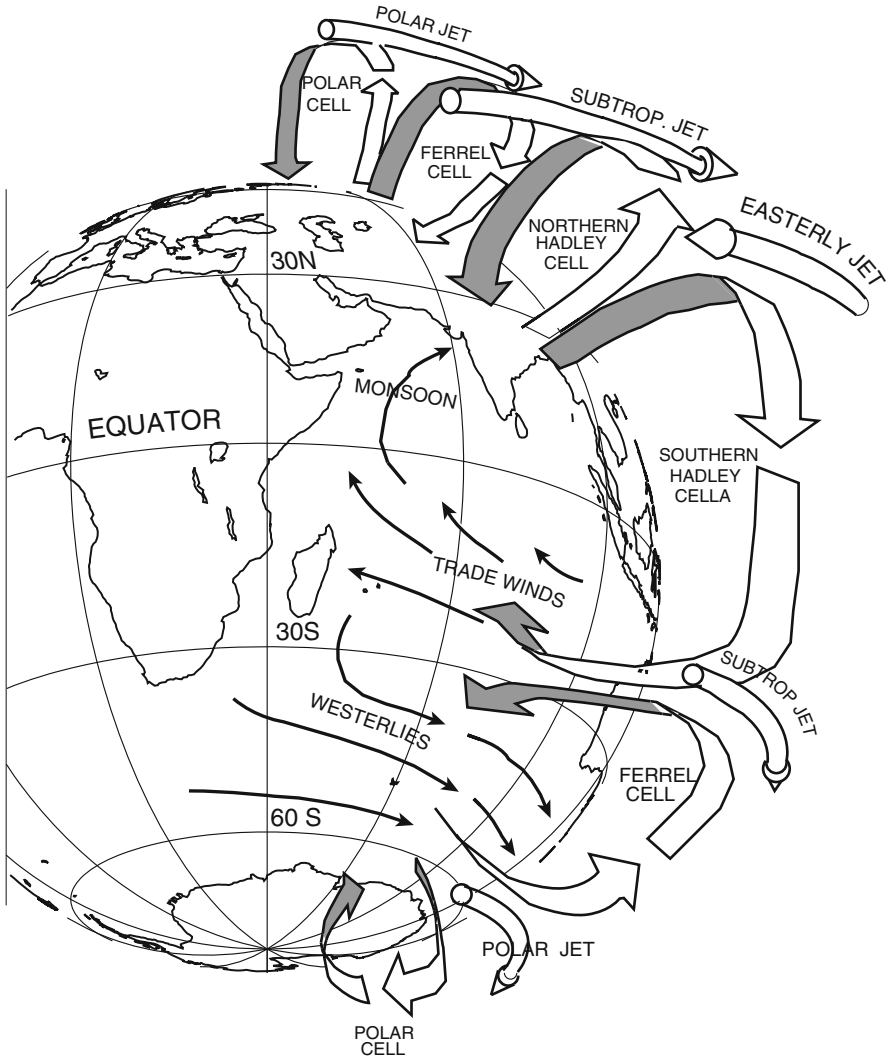 POLAR JET
POLAR
CELL
SUBTROP. JET
FERREL
CELL
NORTHERN
HADLEY
CELL
EASTERLY JET
30N
MONSOON
EQUATOR
SOUTHERN
HADLEY
CELLA
TRADE WINDS
30S
SUBTROP JET
WESTERLIES
FERREL
CELL
60 S
POLAR JET
POLAR
CELL